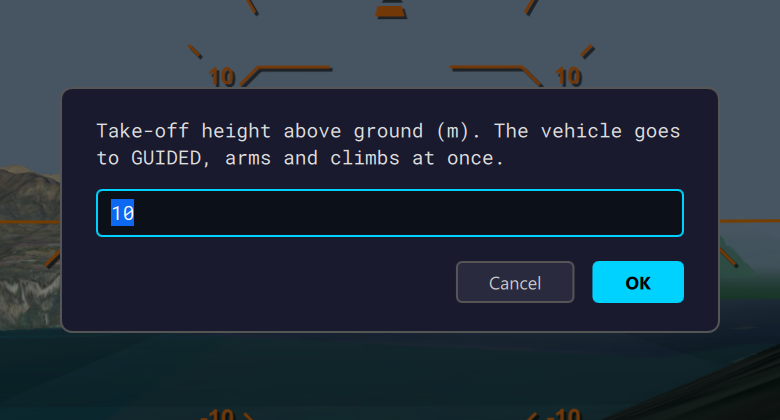 10 10
Take-off height above ground (m). The vehicle goes
to GUIDED, arms and climbs at once.
10
Cancel OK
-10 -10